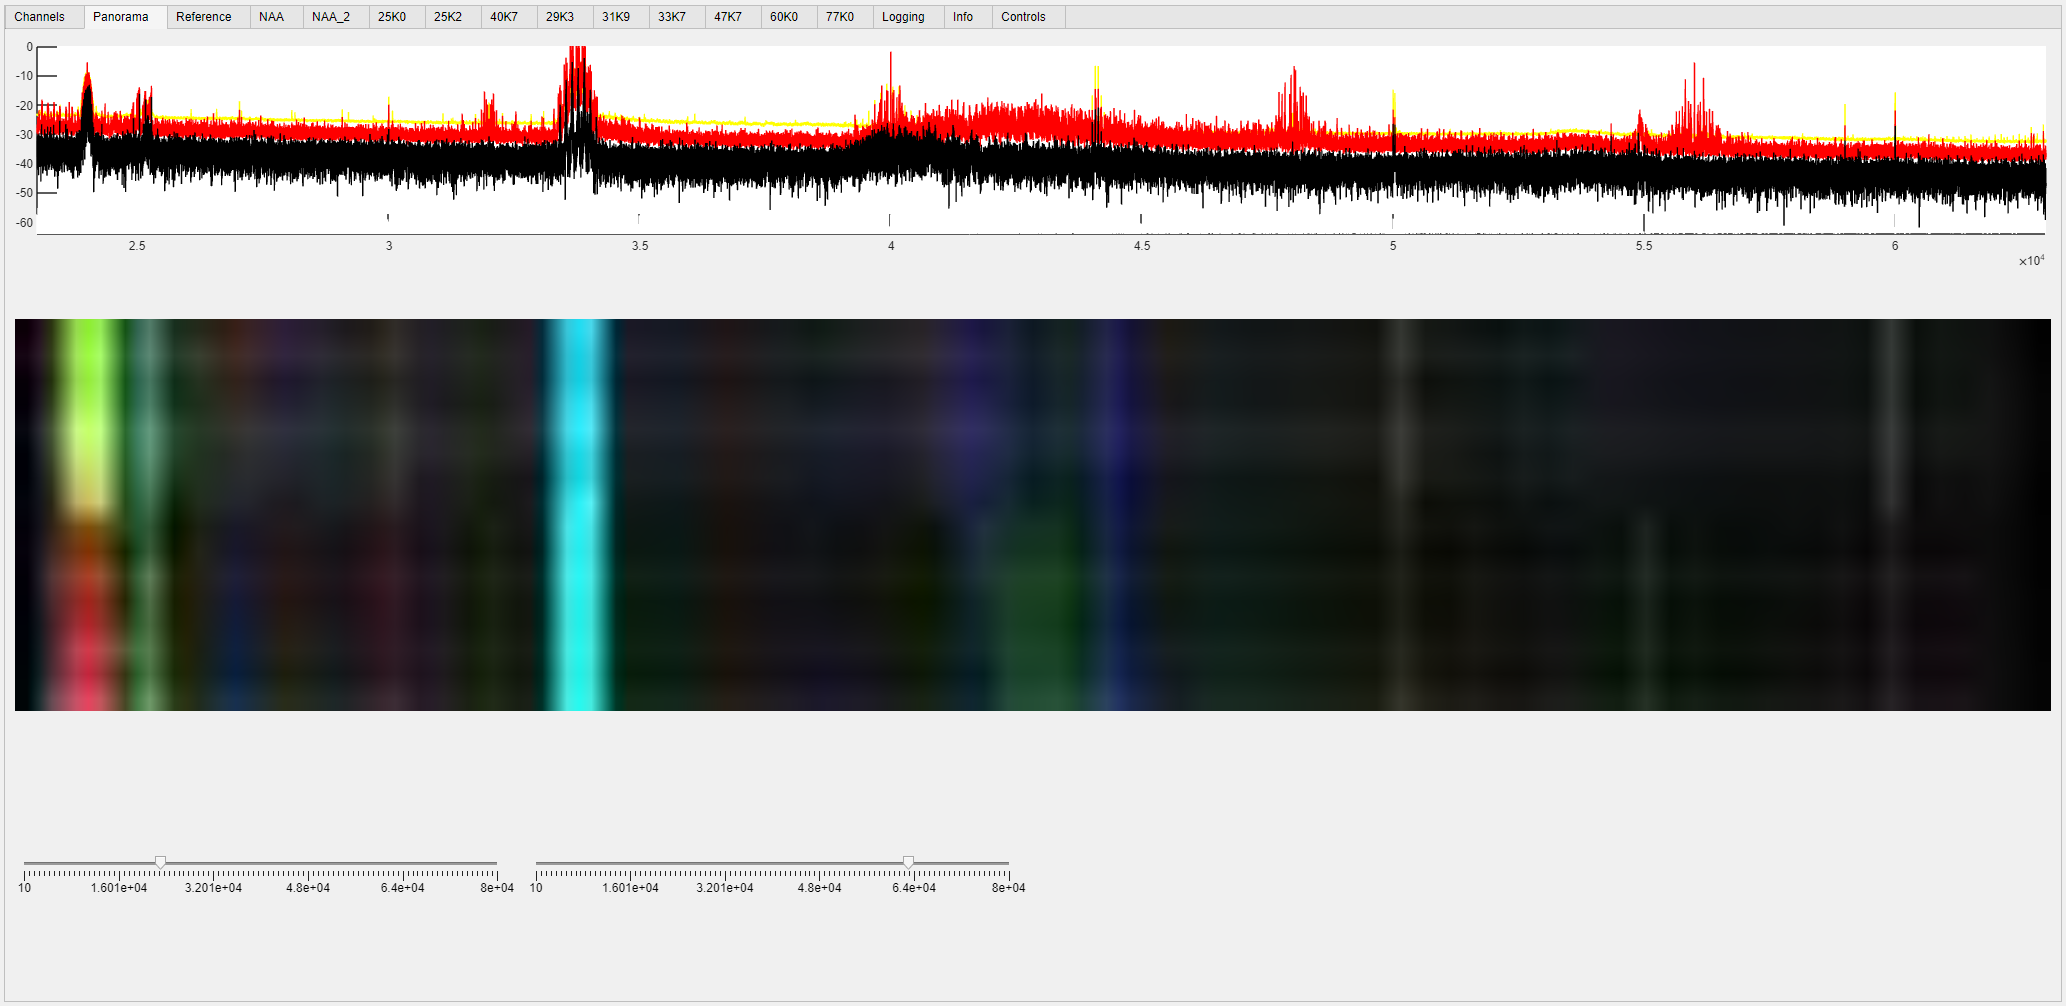 Channels Panorama Reference NAA NAA_2 25K0 25K2 40K7 29K3 31K9 33K7 47K7 60K0 77K0 Logging Info Controls
0
-10
-20
-30
-40
-50
-60
2.5 3 3.5 4 4.5 5 5.5 6
×10⁴
10 1.601e+04 3.201e+04 4.8e+04 6.4e+04 8e+04 10 1.601e+04 3.201e+04 4.8e+04 6.4e+04 8e+04